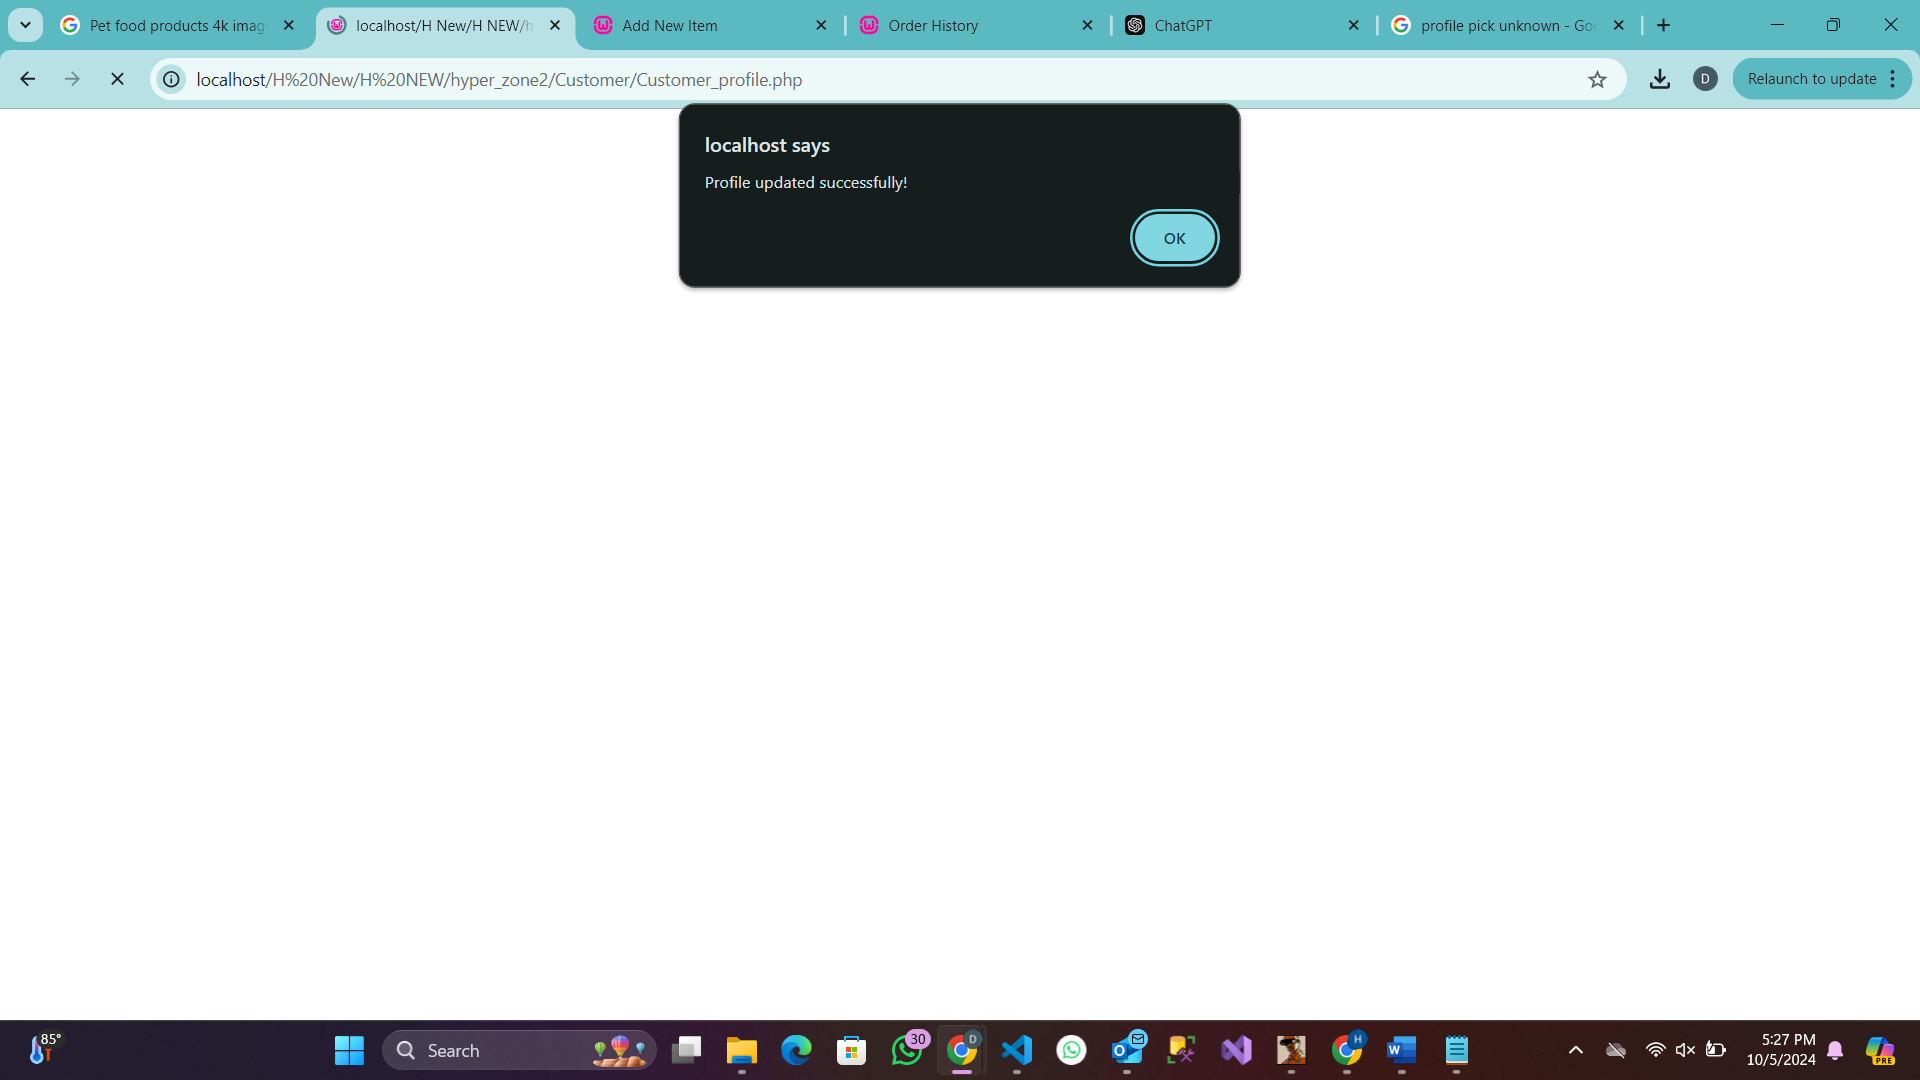 Pet food products 4k imag
localhost/H New/H NEW/h
Add New Item
Order History
ChatGPT
profile pick unknown - Goo
localhost/H%20New/H%20NEW/hyper_zone2/Customer/Customer_profile.php
D
Relaunch to update
localhost says
Profile updated successfully!
OK
85°
Search
30
D
H
5:27 PM
10/5/2024
PRE